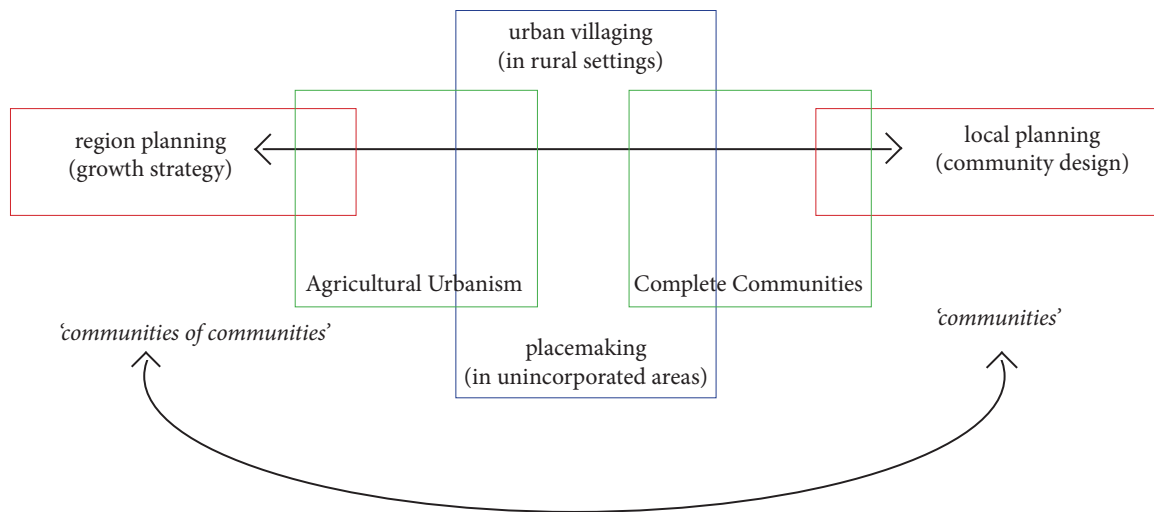 urban villaging
(in rural settings)
region planning
(growth strategy)
local planning
(community design)
Agricultural Urbanism
Complete Communities
'communities of communities'
'communities'
placemaking
(in unincorporated areas)